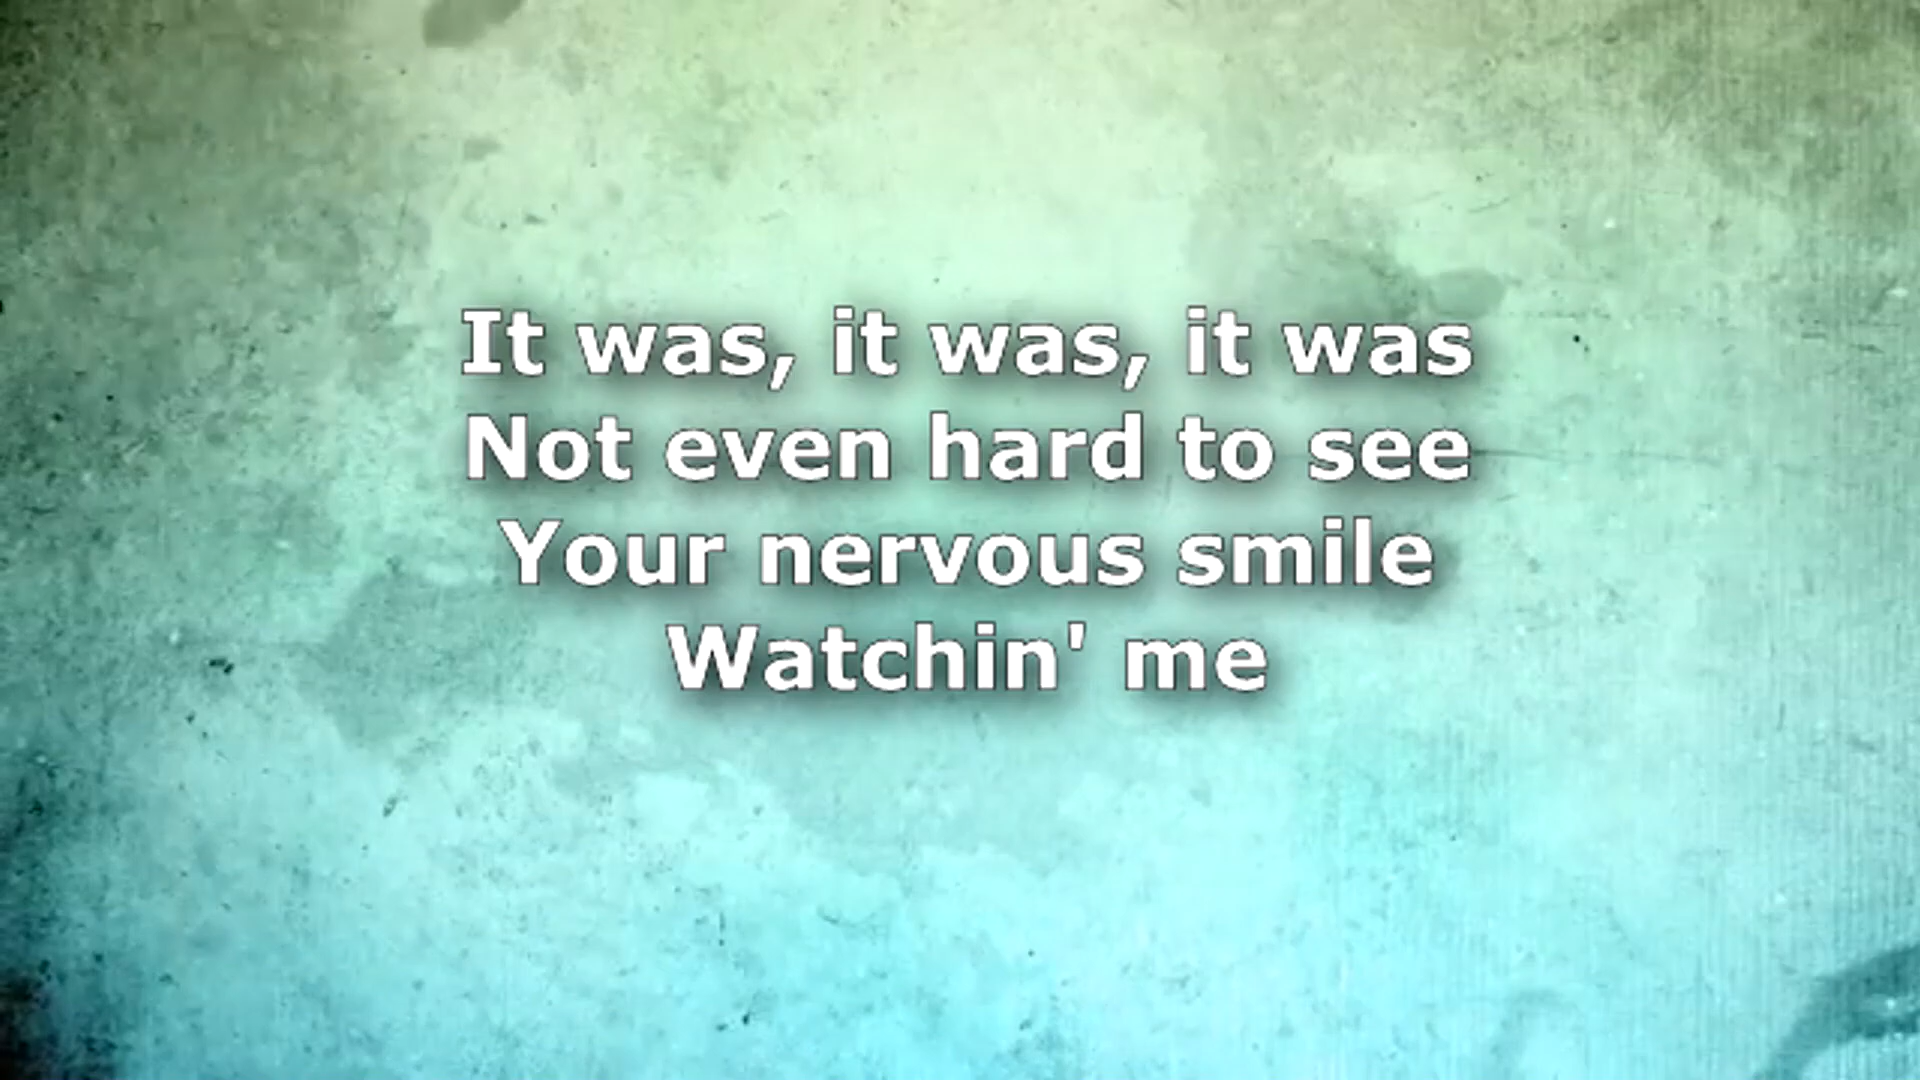 It was, it was, it was
Not even hard to see
Your nervous smile
Watchin' me